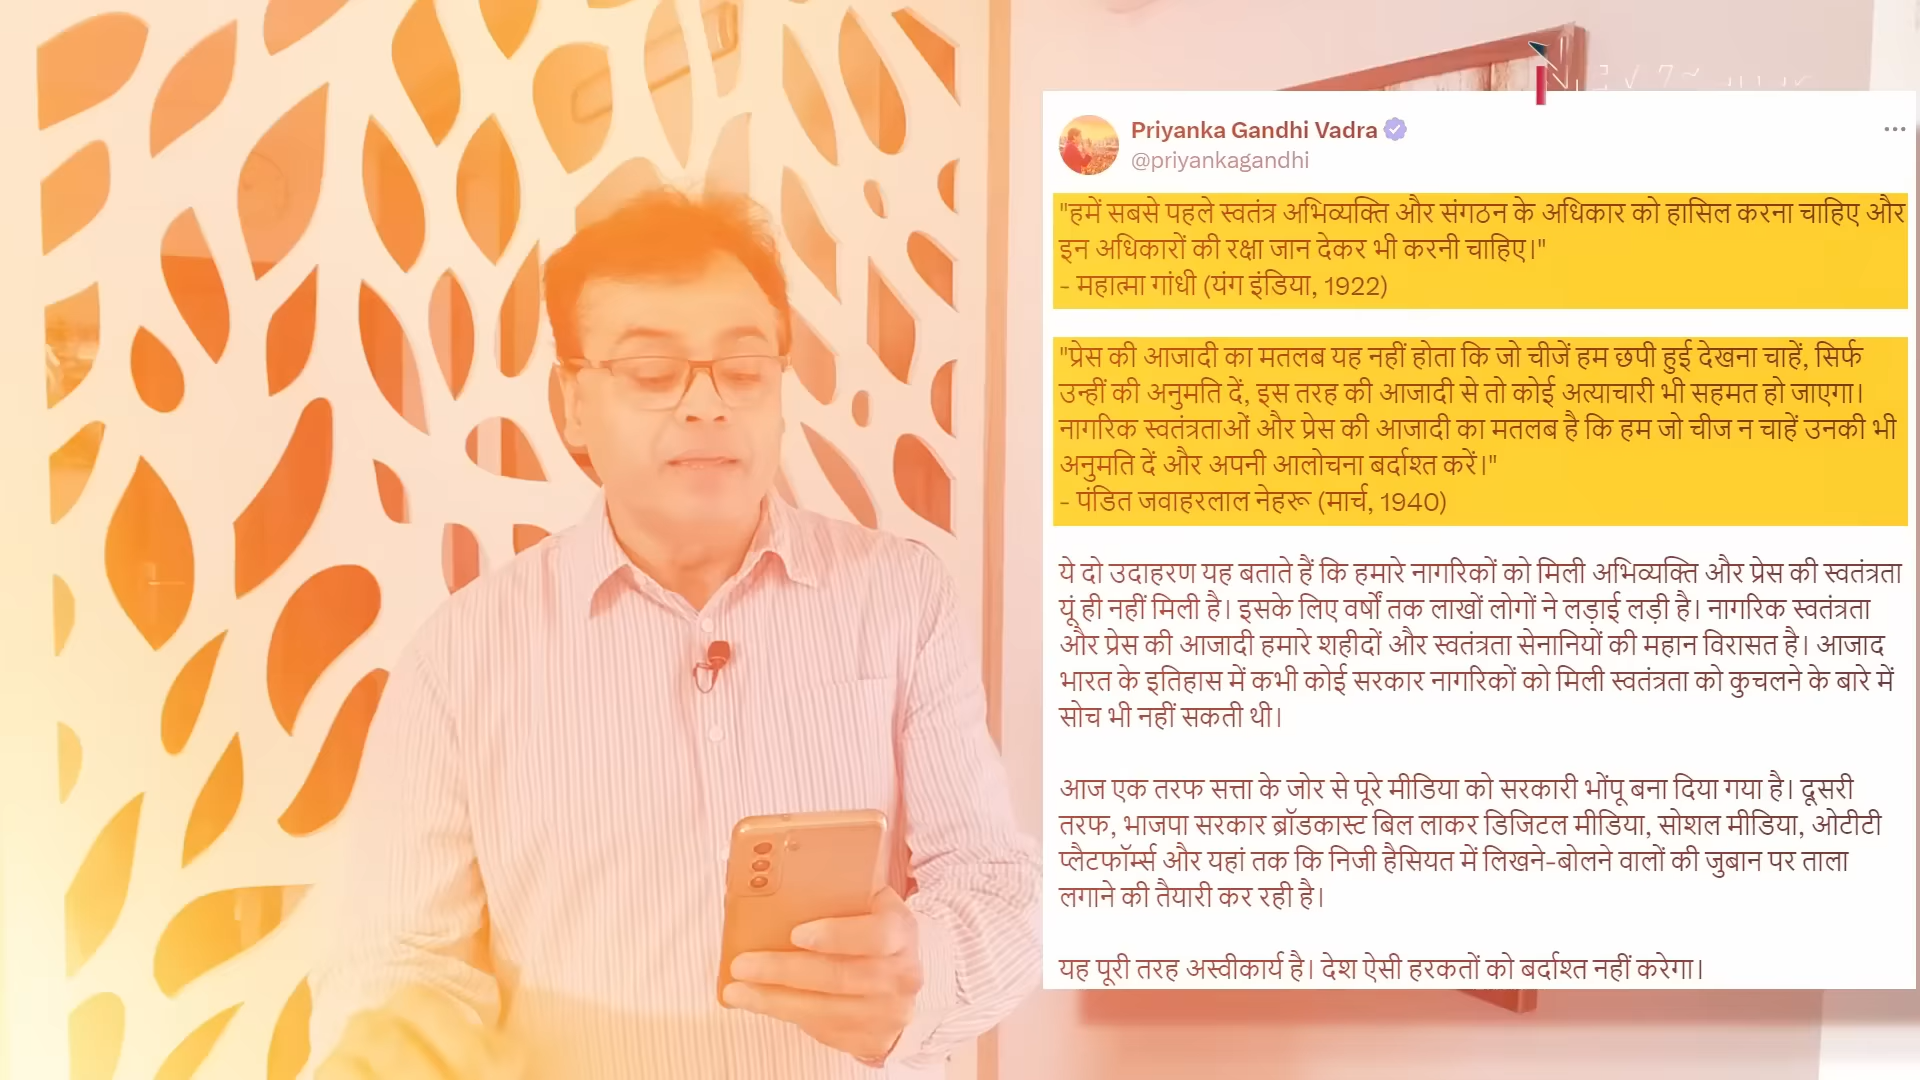 Priyanka Gandhi Vadra
@priyankagandhi
"हमें सबसे पहले स्वतंत्र अभिव्यक्ति और संगठन के अधिकार को हासिल करना चाहिए और
इन अधिकारों की रक्षा जान देकर भी करनी चाहिए।"
- महात्मा गांधी (यंग इंडिया, 1922)
"प्रेस की आजादी का मतलब यह नहीं होता कि जो चीजें हम छपी हुई देखना चाहें, सिर्फ
उन्हीं की अनुमति दें, इस तरह की आजादी से तो कोई अत्याचारी भी सहमत हो जाएगा।
नागरिक स्वतंत्रताओं और प्रेस की आजादी का मतलब है कि हम जो चीज न चाहें उनकी भी
अनुमति दें और अपनी आलोचना बर्दाश्त करें।"
- पंडित जवाहरलाल नेहरू (मार्च, 1940)
ये दो उदाहरण यह बताते हैं कि हमारे नागरिकों को मिली अभिव्यक्ति और प्रेस की स्वतंत्रता
यूं ही नहीं मिली है। इसके लिए वर्षों तक लाखों लोगों ने लड़ाई लड़ी है। नागरिक स्वतंत्रता
और प्रेस की आजादी हमारे शहीदों और स्वतंत्रता सेनानियों की महान विरासत है। आजाद
भारत के इतिहास में कभी कोई सरकार नागरिकों को मिली स्वतंत्रता को कुचलने के बारे में
सोच भी नहीं सकती थी।
आज एक तरफ सत्ता के जोर से पूरे मीडिया को सरकारी भोंपू बना दिया गया है। दूसरी
तरफ, भाजपा सरकार ब्रॉडकास्ट बिल लाकर डिजिटल मीडिया, सोशल मीडिया, ओटीटी
प्लैटफॉर्म्स और यहां तक कि निजी हैसियत में लिखने-बोलने वालों की जुबान पर ताला
लगाने की तैयारी कर रही है।
यह पूरी तरह अस्वीकार्य है। देश ऐसी हरकतों को बर्दाश्त नहीं करेगा।